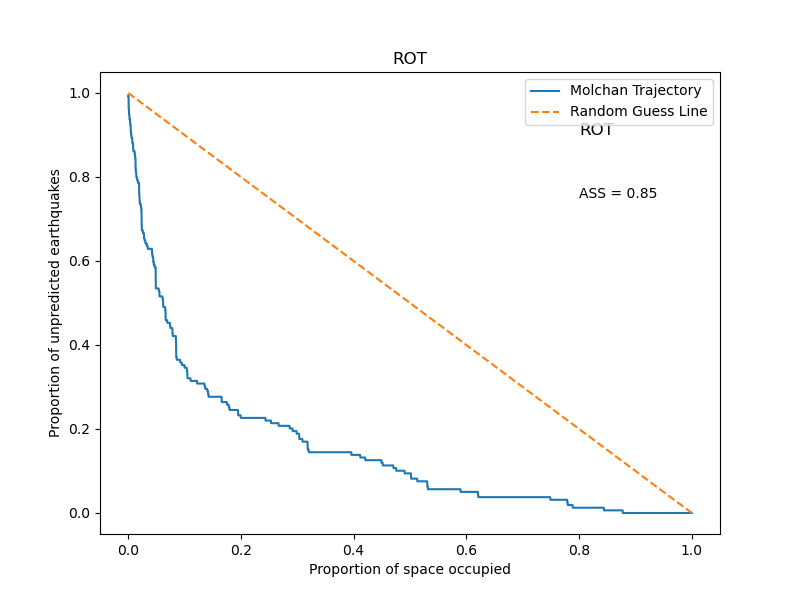 ROT
Molchan Trajectory
Random Guess Line
ROT
ASS = 0.85
1.0
0.8
0.6
0.4
0.2
0.0
Proportion of unpredicted earthquakes
0.0 0.2 0.4 0.6 0.8 1.0
Proportion of space occupied